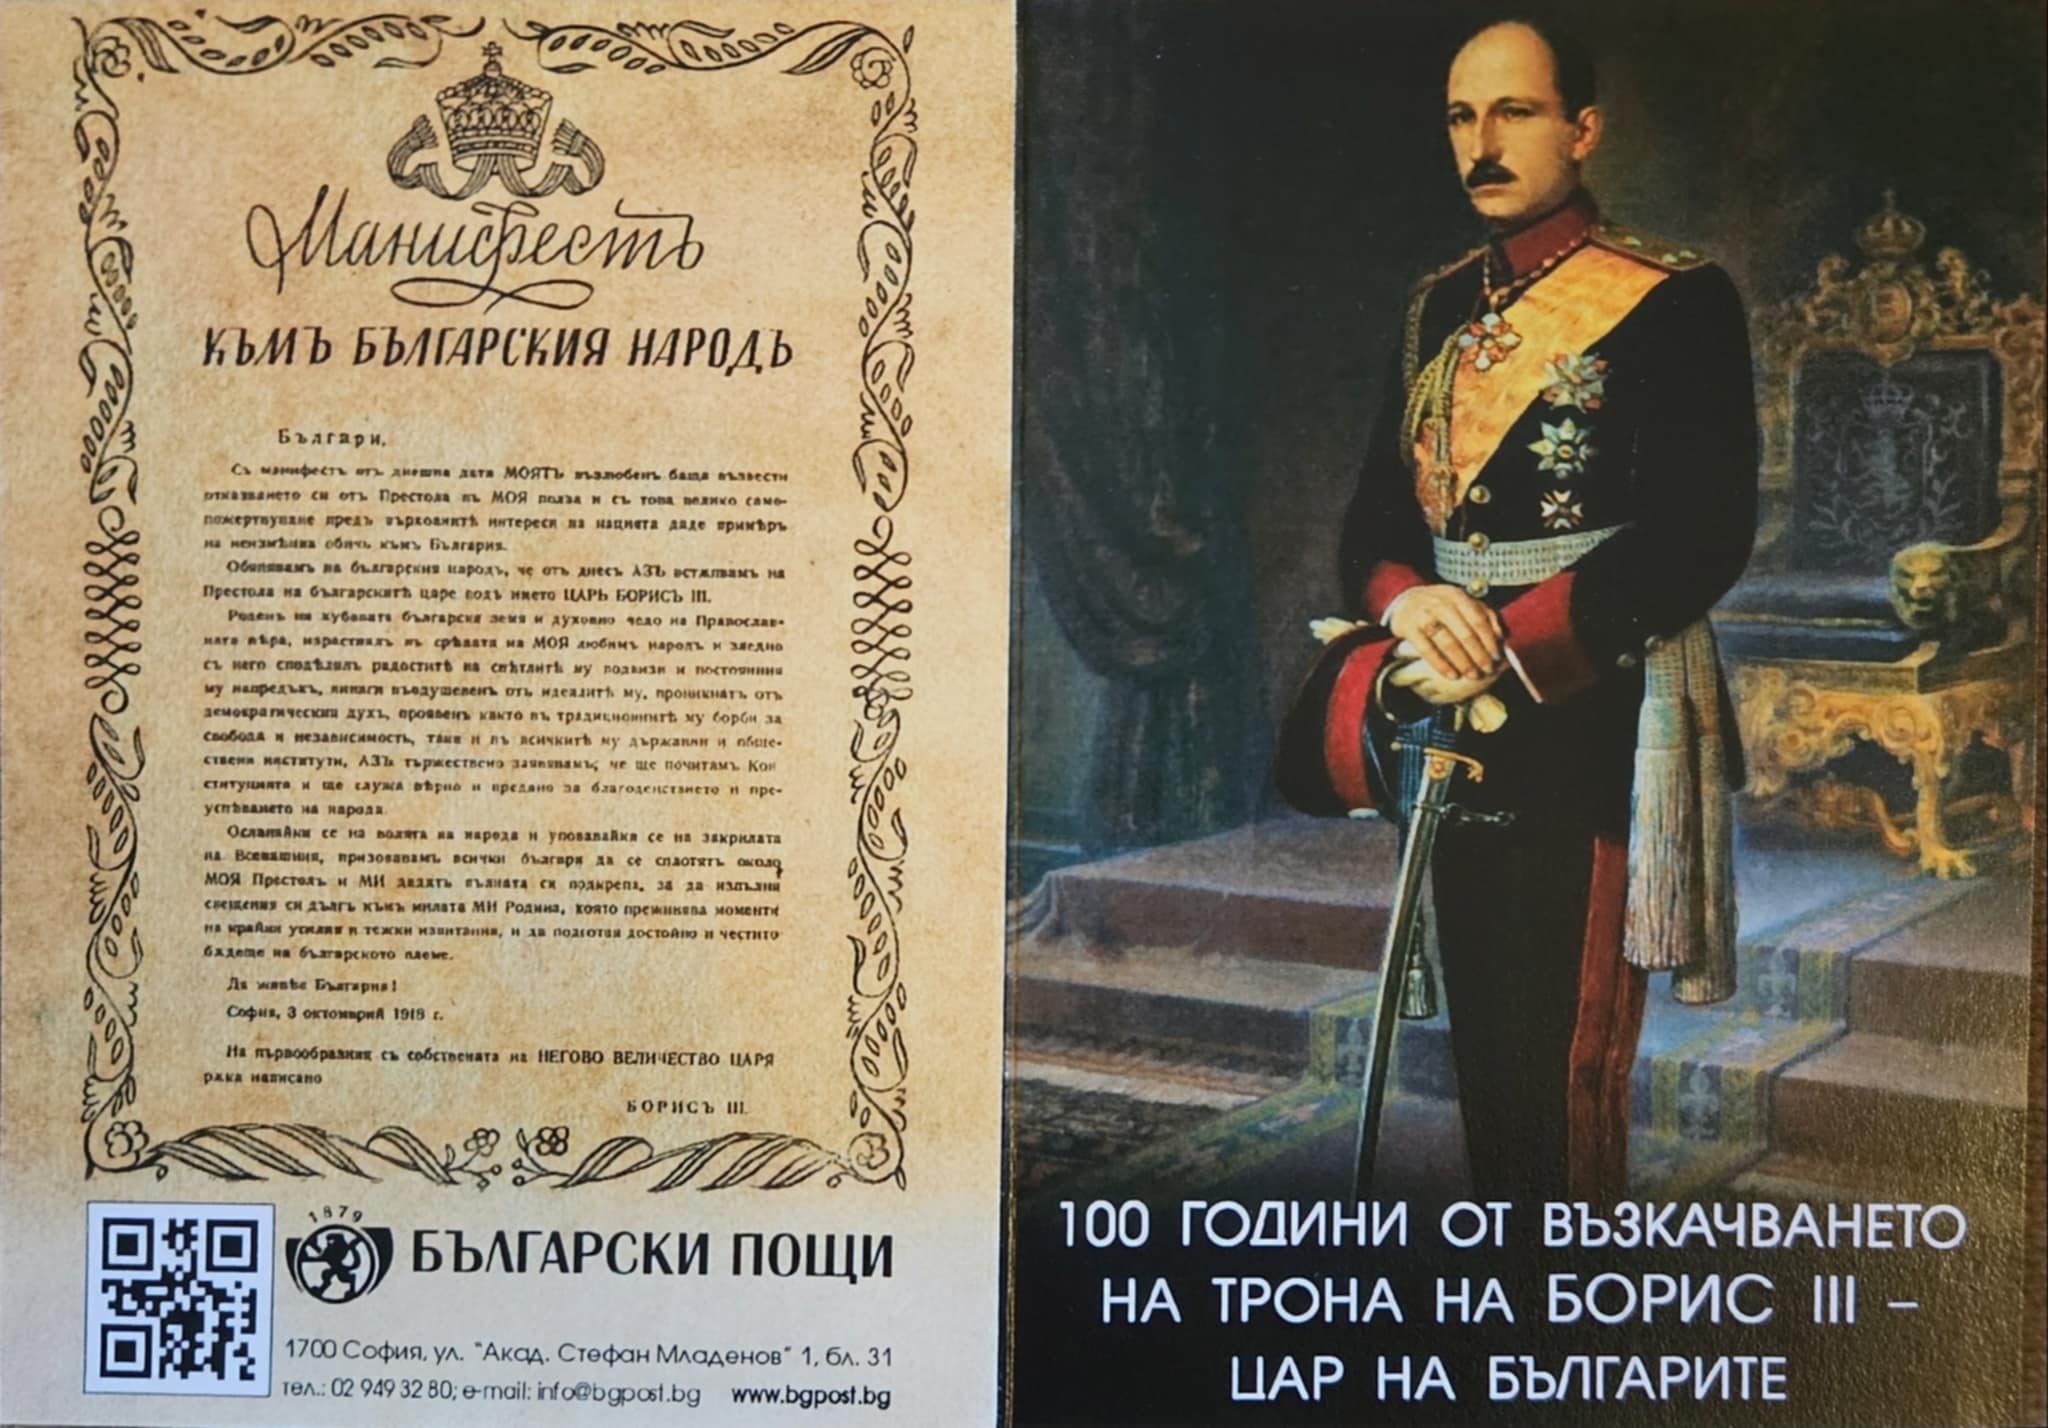 Манифестъ
КЪМЪ БЪЛГАРСКИЯ НАРОДЪ
Българи,
Съ манифестъ отъ днешна дата МОЯТЪ възлюбенъ баща възвести
отказването си отъ Престола въ МОЯ полза и съ това велико само-
пожертвуване предъ върховнитѣ интереси на нацията даде примѣръ
на неизмѣнна обичь къмъ България.
Обявявамъ на българския народъ, че отъ днесъ АЗЪ встѫпвамъ на
Престола на българскитѣ царе подъ името ЦАРЬ БОРИСЪ III.
Роденъ на хубавата българска земя и духовно чедо на Православ-
ната вѣра, израстналъ въ срѣдата на МОЯ любимъ народъ и заедно
съ него сподѣлялъ радоститѣ на свѣтлитѣ му подвизи и постоянния
му напредъкъ, винаги въодушевенъ отъ идеалитѣ му, проникнатъ отъ
демократическия духъ, проявенъ както въ традиционнитѣ му борби за
свобода и независимость, така и въ всичкитѣ му държавни и обще-
ствени институти, АЗЪ тържествено заявявамъ, че ще почитамъ Кон
ституцията и ще служа вѣрно и предано за благоденствието и пре-
успѣването на народа.
Осланяйки се на волята на народа и уповавайки се на закрилата
на Всевишния, призовавамъ всички българи да се сплотятъ около
МОЯ Престолъ и МИ дадатъ пълната си подкрепа, за да изпълня
свещения си дългъ къмъ милата МИ Родина, която преживява моменти
на крайни усилия и тежки изпитания, и да подготвя достойно и честито
бѫдеще на българското племе.
Да живѣе България!
София, 3 октомврий 1918 г.
На първообразния съ собствената на НЕГОВО ВЕЛИЧЕСТВО ЦАРЯ
рѫка написано
БОРИСЪ III.
1879
БЪЛГАРСКИ ПОЩИ
1700 София, ул. "Акад. Стефан Младенов" 1, бл. 31
тел.: 02 949 32 80; e-mail: info@bgpost.bg www.bgpost.bg
100 ГОДИНИ ОТ ВЪЗКАЧВАНЕТО
НА ТРОНА НА БОРИС III –
ЦАР НА БЪЛГАРИТЕ